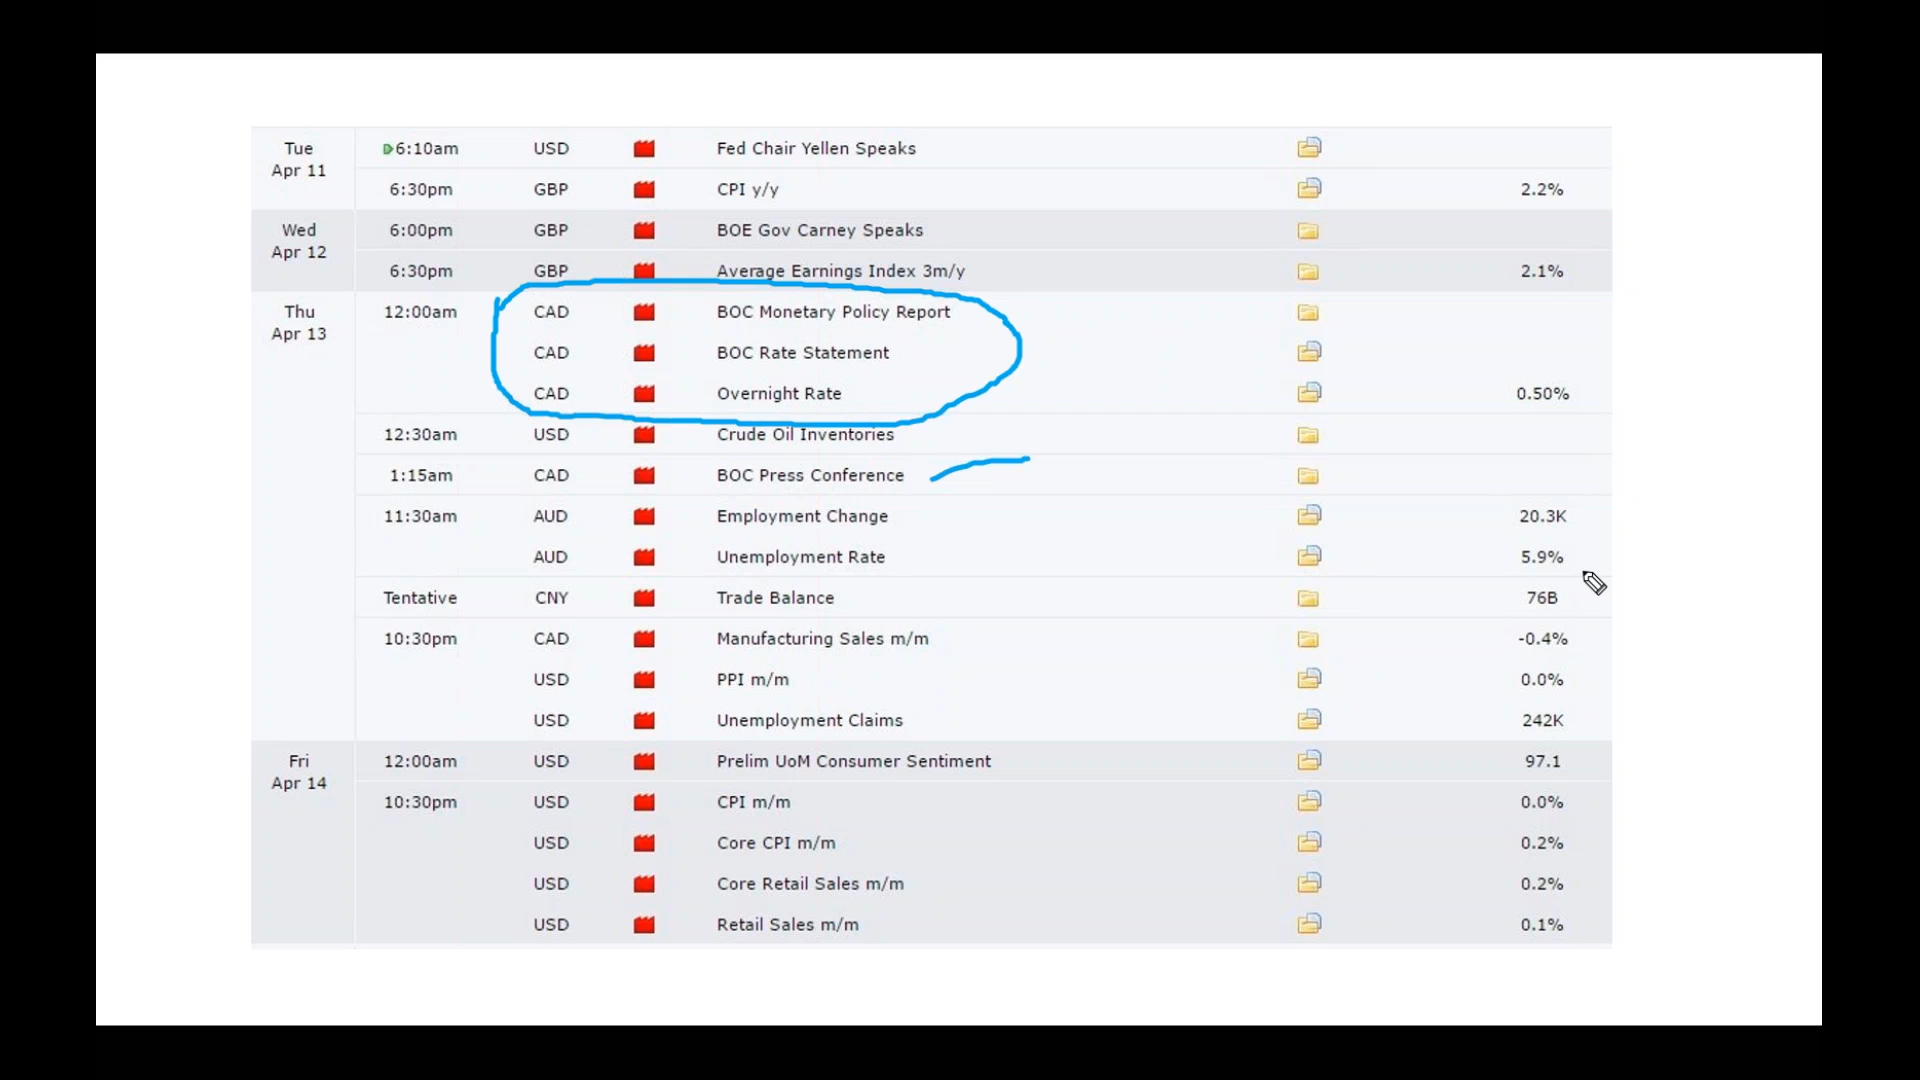 Tue Apr 11 6:10am USD Fed Chair Yellen Speaks
6:30pm GBP CPI y/y 2.2%
Wed Apr 12 6:00pm GBP BOE Gov Carney Speaks
6:30pm GBP Average Earnings Index 3m/y 2.1%
Thu Apr 13 12:00am CAD BOC Monetary Policy Report
CAD BOC Rate Statement
CAD Overnight Rate 0.50%
12:30am USD Crude Oil Inventories
1:15am CAD BOC Press Conference
11:30am AUD Employment Change 20.3K
AUD Unemployment Rate 5.9%
Tentative CNY Trade Balance 76B
10:30pm CAD Manufacturing Sales m/m -0.4%
USD PPI m/m 0.0%
USD Unemployment Claims 242K
Fri Apr 14 12:00am USD Prelim UoM Consumer Sentiment 97.1
10:30pm USD CPI m/m 0.0%
USD Core CPI m/m 0.2%
USD Core Retail Sales m/m 0.2%
USD Retail Sales m/m 0.1%